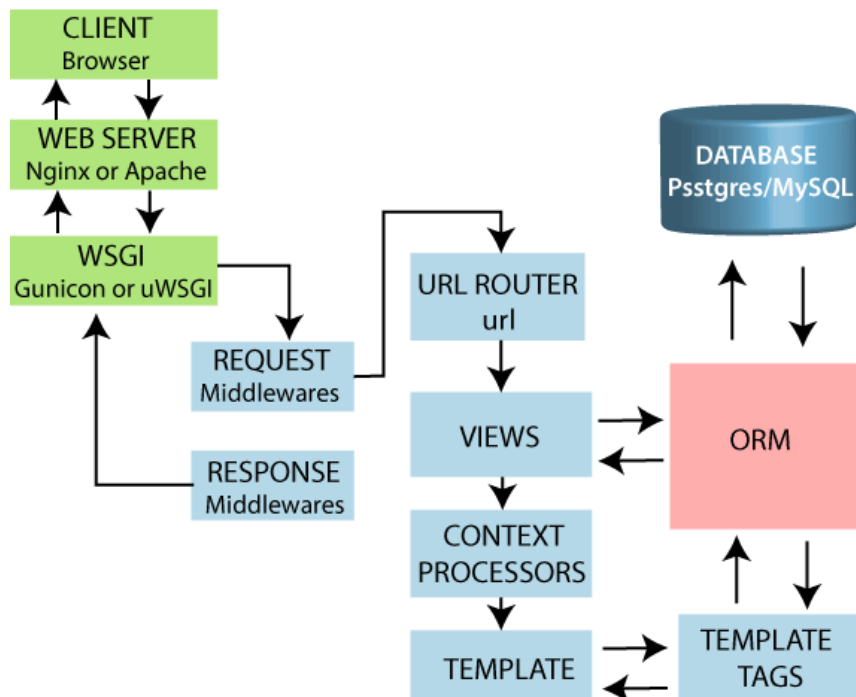 CLIENT
Browser
WEB SERVER
Nginx or Apache
WSGI
Gunicon or uWSGI
REQUEST
Middlewares
RESPONSE
Middlewares
URL ROUTER
url
VIEWS
CONTEXT
PROCESSORS
TEMPLATE
DATABASE
Psstgres/MySQL
ORM
TEMPLATE
TAGS